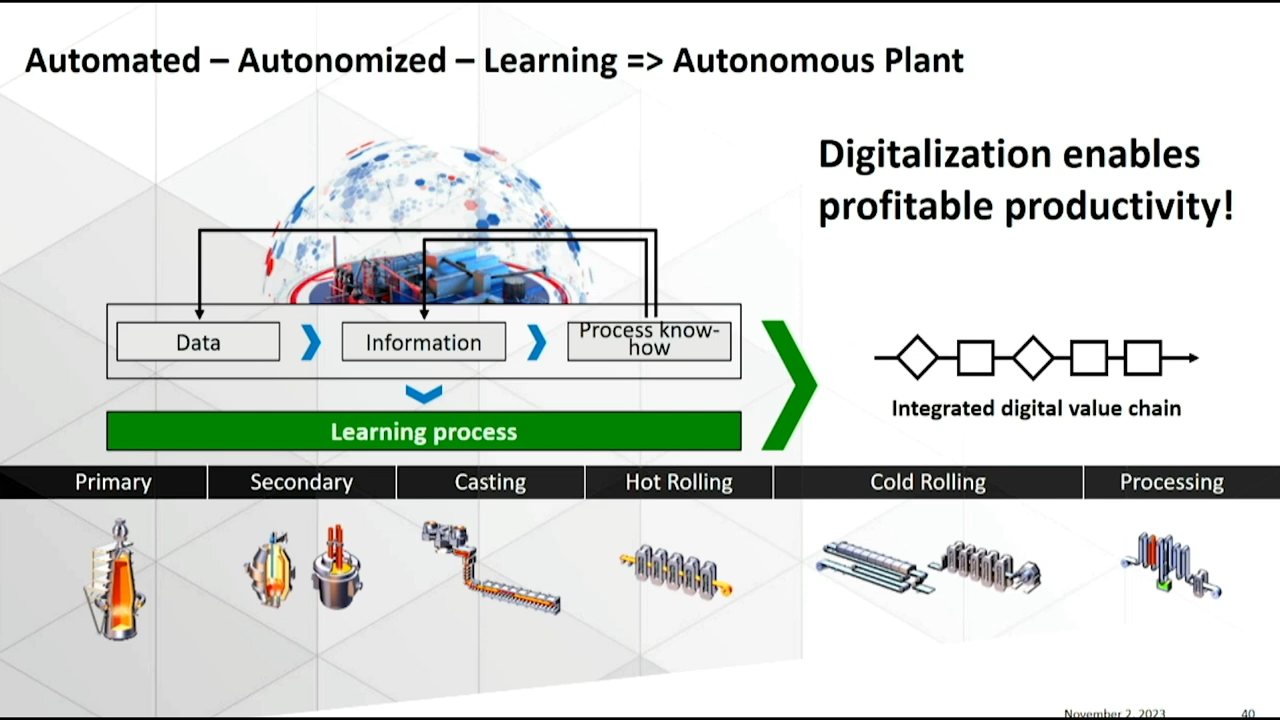 Automated – Autonomized – Learning => Autonomous Plant
Digitalization enables
profitable productivity!
Data
Information
Process know-
how
Learning process
Integrated digital value chain
Primary
Secondary
Casting
Hot Rolling
Cold Rolling
Processing
November 2, 2023
40